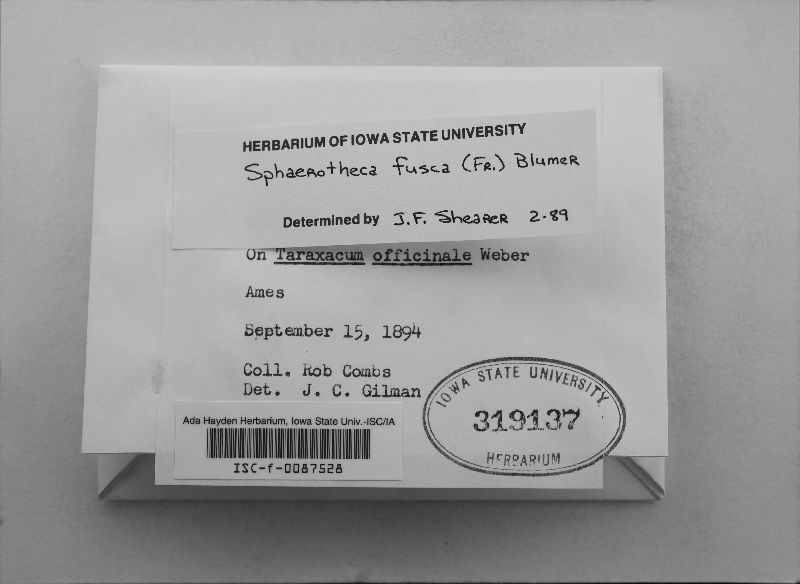 HERBARIUM OF IOWA STATE UNIVERSITY
Sphaerotheca fusca (Fr.) Blumer
Determined by J.F. Shearer 2-89
On Taraxacum officinale Weber
Ames
September 15, 1894
Coll. Rob Combs
Det. J. C. Gilman
IOWA STATE UNIVERSITY
319137
HERBARIUM
Ada Hayden Herbarium, Iowa State Univ.-ISC/IA
ISC-f-0087528